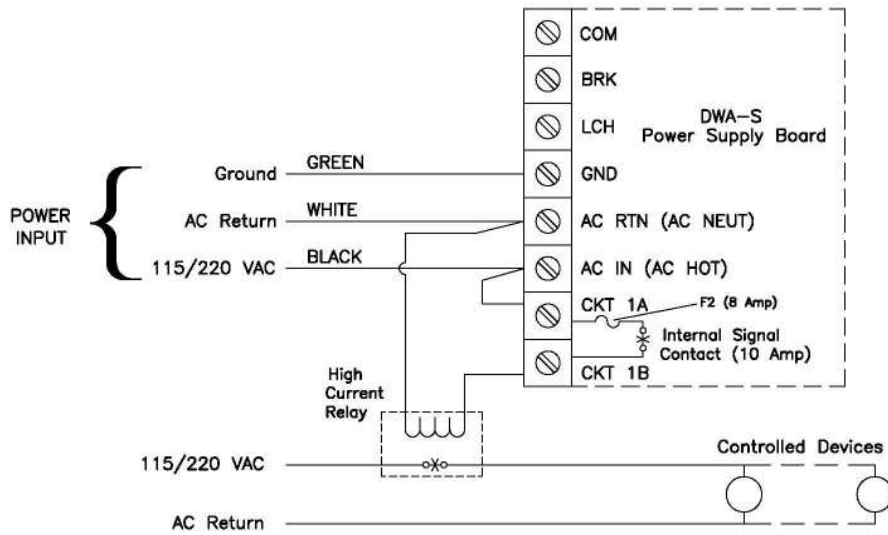 COM
BRK
LCH
DWA-S
Power Supply Board
Ground
GREEN
GND
POWER
INPUT
AC Return
WHITE
AC RTN (AC NEUT)
115/220 VAC
BLACK
AC IN (AC HOT)
CKT 1A
F2 (8 Amp)
Internal Signal
Contact (10 Amp)
CKT 1B
High
Current
Relay
115/220 VAC
Controlled Devices
AC Return